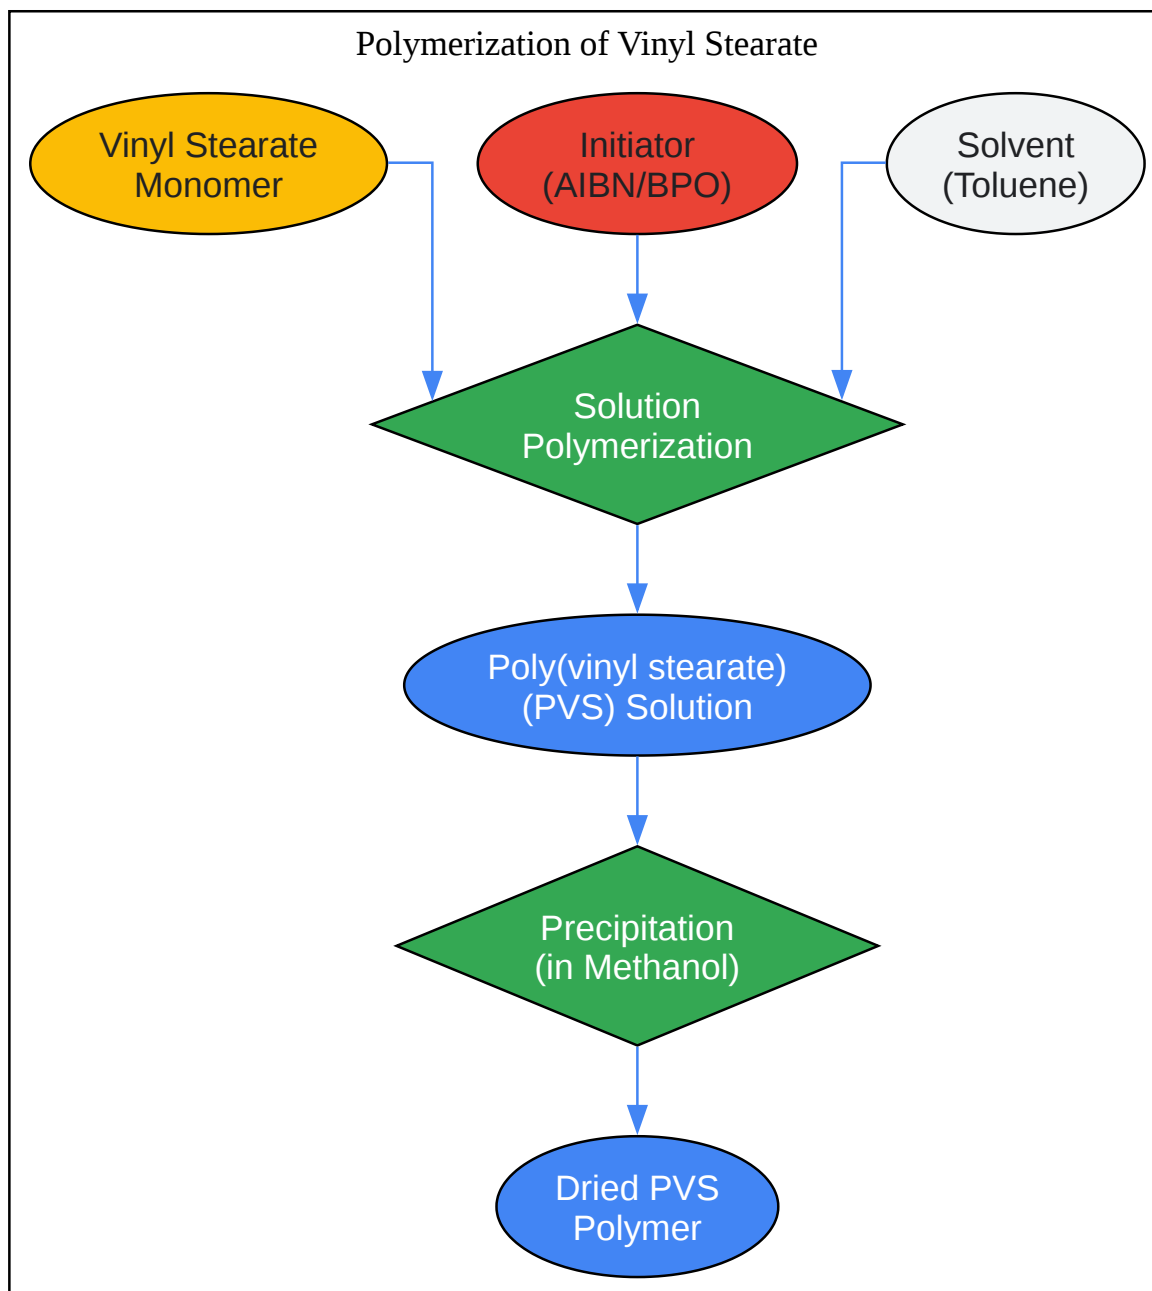 Polymerization of Vinyl Stearate
Vinyl Stearate
Monomer
Initiator
(AIBN/BPO)
Solvent
(Toluene)
Solution
Polymerization
Poly(vinyl stearate)
(PVS) Solution
Precipitation
(in Methanol)
Dried PVS
Polymer